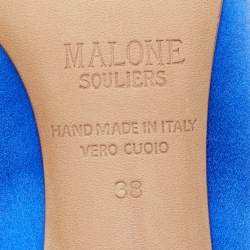 MALONE
SOULIERS
HAND MADE IN ITALY
VERO CUOIO
38